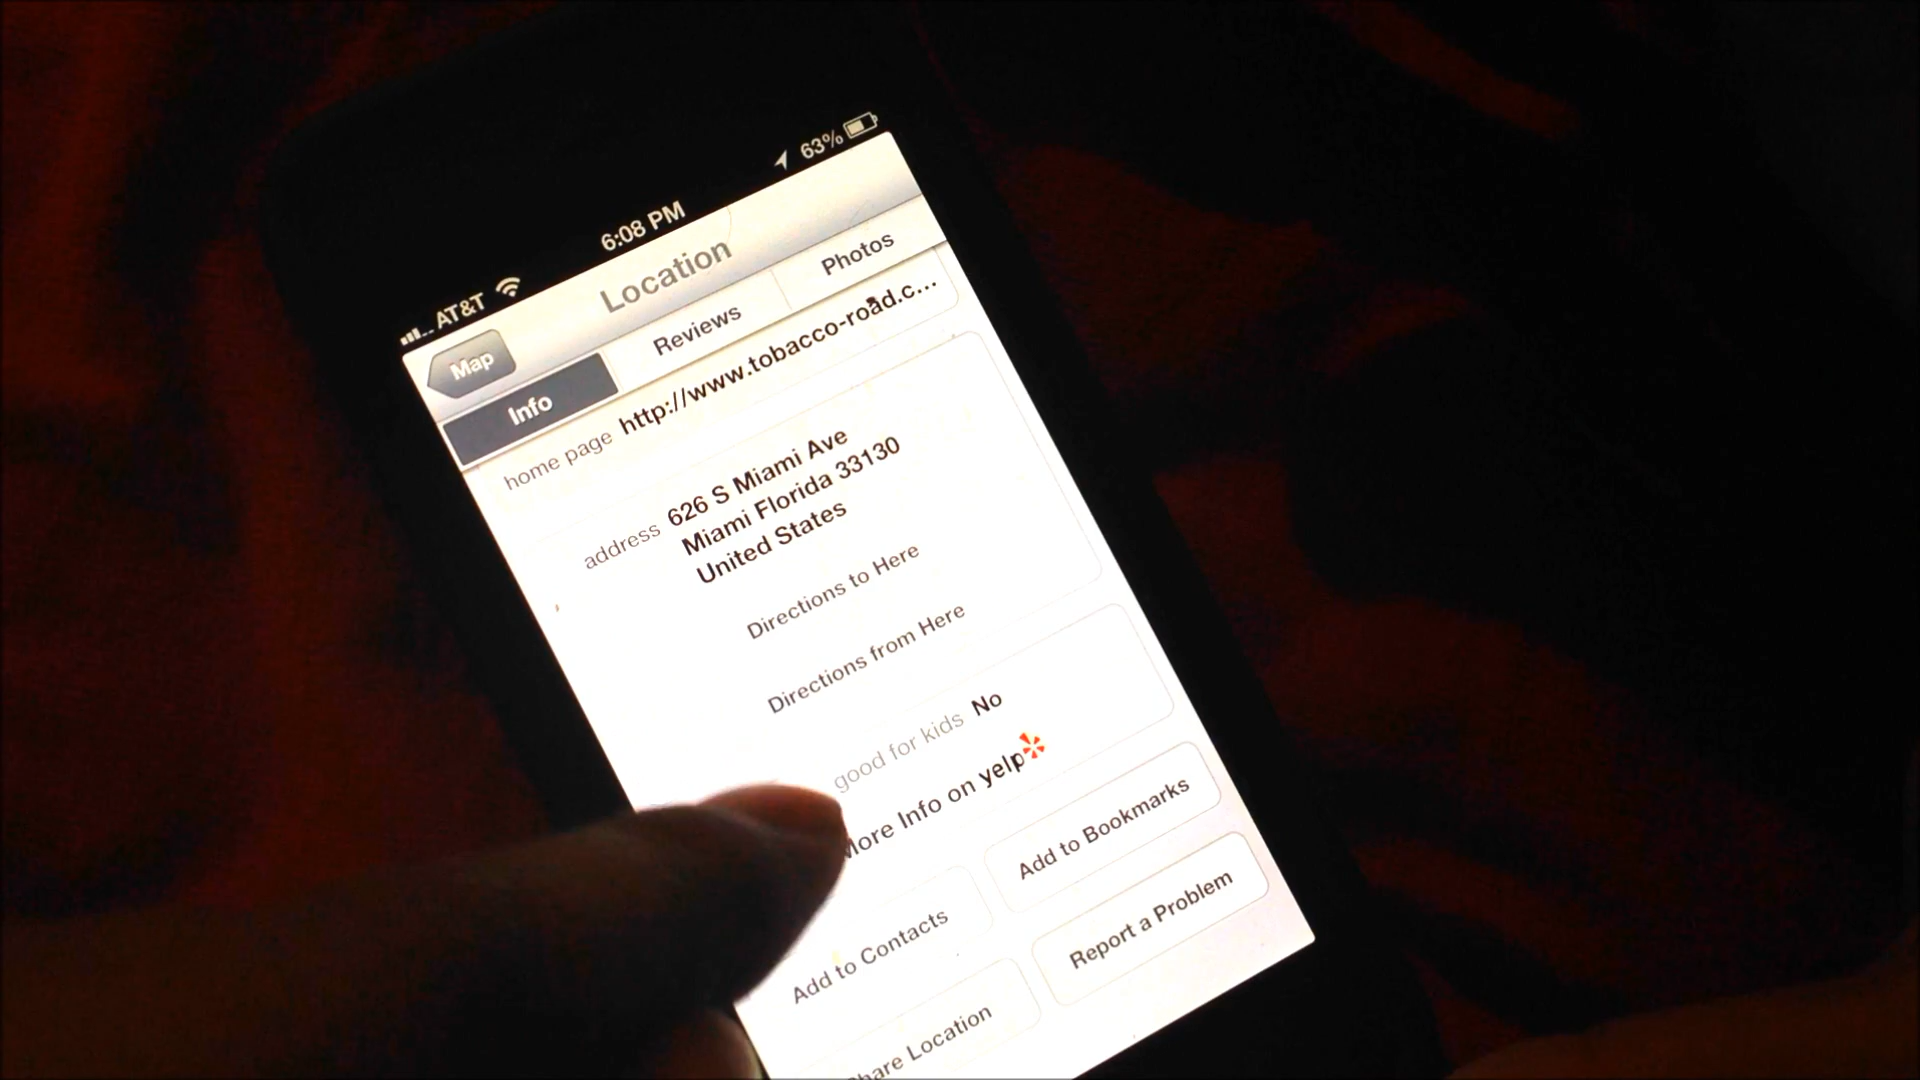 AT&T
6:08 PM
63%
Map
Location
Info
Reviews
Photos
home page http://www.tobacco-road.c...
address 626 S Miami Ave
Miami Florida 33130
United States
Directions to Here
Directions from Here
good for kids No
More Info on yelp
Add to Contacts
Add to Bookmarks
Share Location
Report a Problem